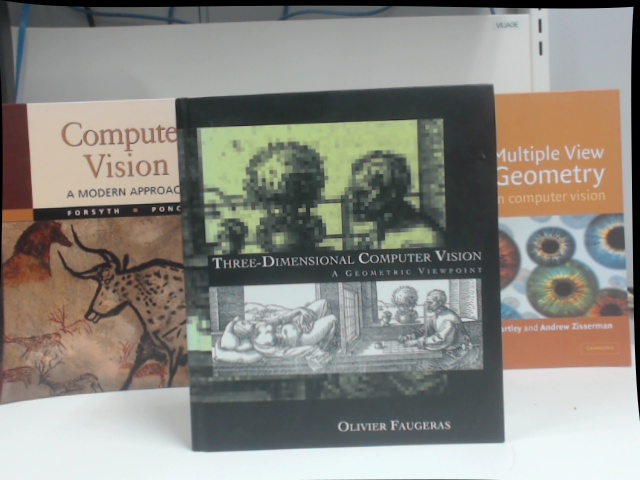 Compute
Vision
A MODERN APPROAC
FORSYTH ▪ PONC
THREE-DIMENSIONAL COMPUTER VISION
A GEOMETRIC VIEWPOINT
OLIVIER FAUGERAS
Multiple View
Geometry
in computer vision
artley and Andrew Zisserman